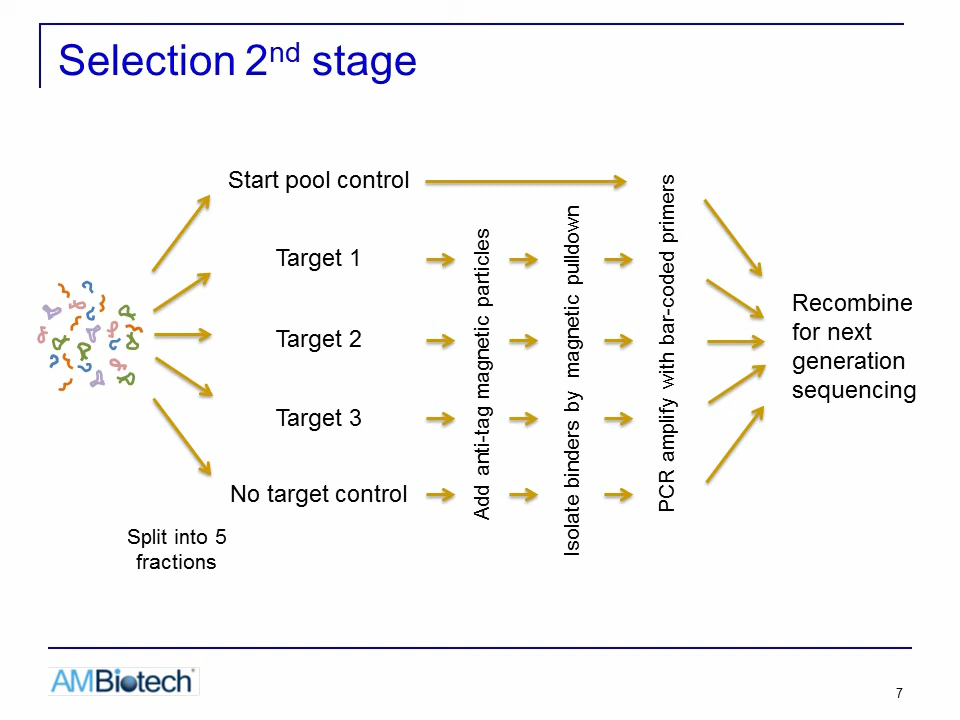 Selection 2nd stage
Start pool control
Target 1
Target 2
Target 3
No target control
Split into 5
fractions
Add anti-tag magnetic particles
Isolate binders by magnetic pulldown
PCR amplify with bar-coded primers
Recombine
for next
generation
sequencing
AMBiotech
7